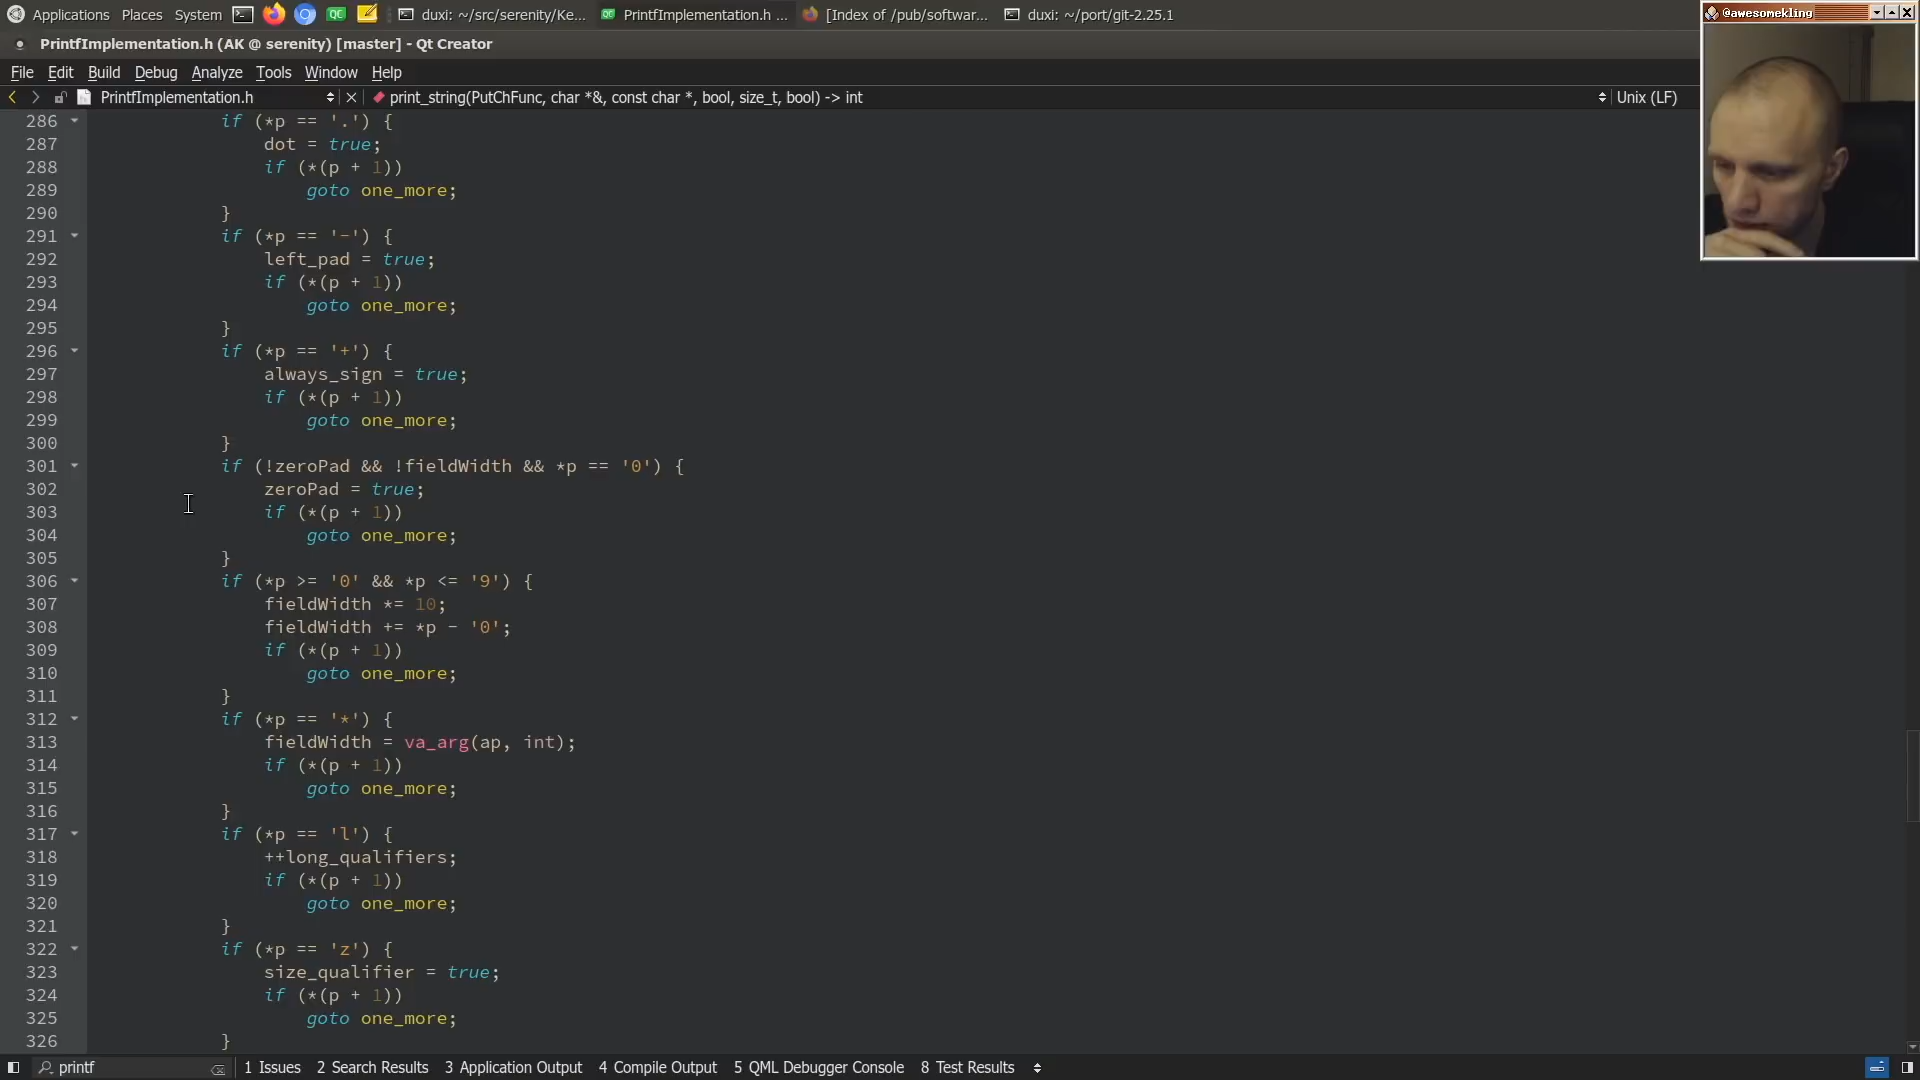 Applications Places System duxi: ~/src/serenity/Ke... PrintfImplementation.h ... [Index of /pub/softwar... duxi: ~/port/git-2.25.1
@awesomekling
PrintfImplementation.h (AK @ serenity) [master] - Qt Creator
File Edit Build Debug Analyze Tools Window Help
PrintfImplementation.h print_string(PutChFunc, char *&, const char *, bool, size_t, bool) -> int Unix (LF)
286 if (*p == '.') {
287 dot = true;
288 if (*(p + 1))
289 goto one_more;
290 }
291 if (*p == '-') {
292 left_pad = true;
293 if (*(p + 1))
294 goto one_more;
295 }
296 if (*p == '+') {
297 always_sign = true;
298 if (*(p + 1))
299 goto one_more;
300 }
301 if (!zeroPad && !fieldWidth && *p == '0') {
302 zeroPad = true;
303 if (*(p + 1))
304 goto one_more;
305 }
306 if (*p >= '0' && *p <= '9') {
307 fieldWidth *= 10;
308 fieldWidth += *p - '0';
309 if (*(p + 1))
310 goto one_more;
311 }
312 if (*p == '*') {
313 fieldWidth = va_arg(ap, int);
314 if (*(p + 1))
315 goto one_more;
316 }
317 if (*p == 'l') {
318 ++long_qualifiers;
319 if (*(p + 1))
320 goto one_more;
321 }
322 if (*p == 'z') {
323 size_qualifier = true;
324 if (*(p + 1))
325 goto one_more;
326 }
printf 1 Issues 2 Search Results 3 Application Output 4 Compile Output 5 QML Debugger Console 8 Test Results